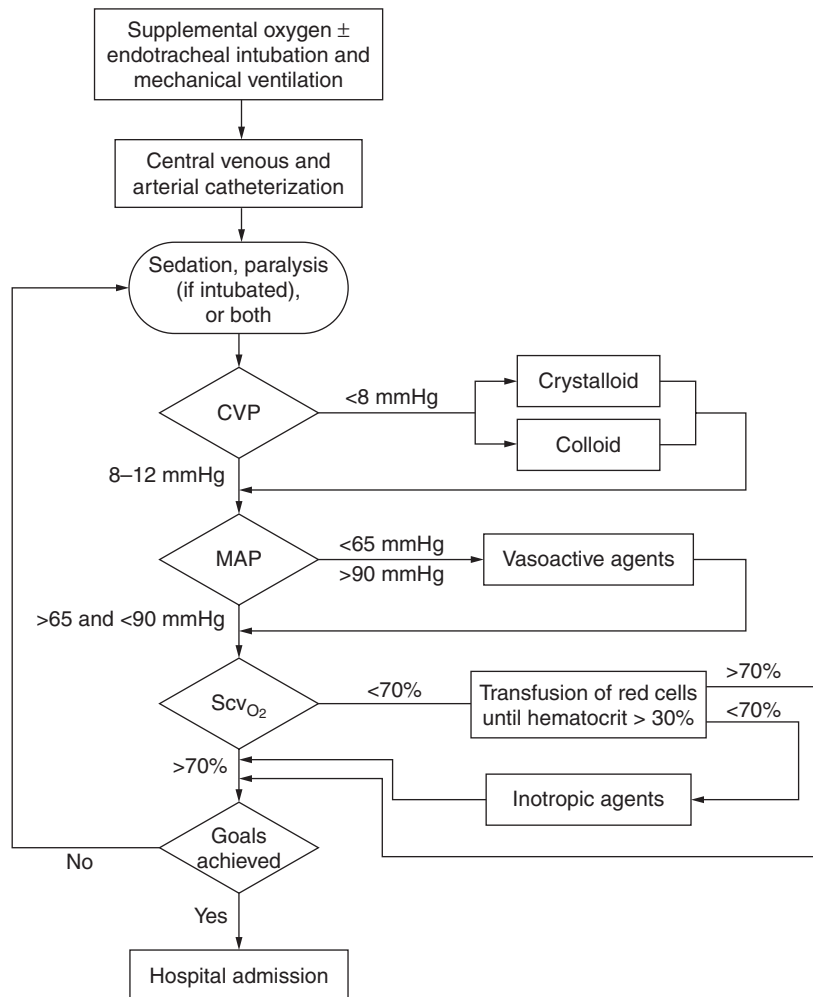 Supplemental oxygen ±
endotracheal intubation and
mechanical ventilation
Central venous and
arterial catheterization
Sedation, paralysis
(if intubated),
or both
CVP
<8 mmHg
Crystalloid
Colloid
8–12 mmHg
MAP
<65 mmHg
>90 mmHg
Vasoactive agents
>65 and <90 mmHg
ScvO2
<70%
Transfusion of red cells
until hematocrit > 30%
>70%
<70%
>70%
Inotropic agents
Goals
achieved
No
Yes
Hospital admission